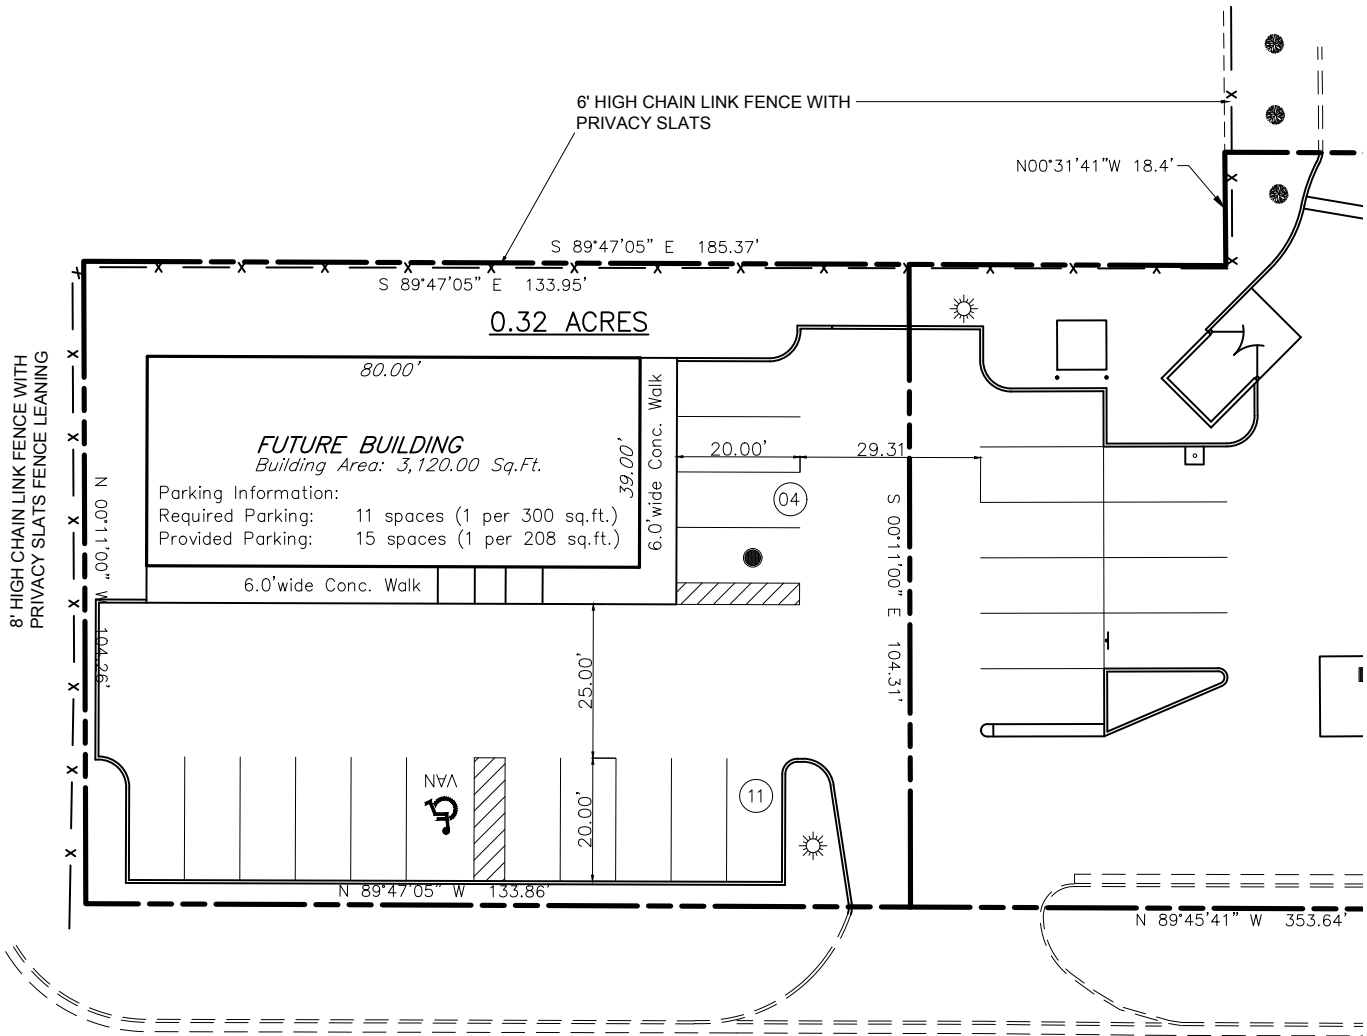 6' HIGH CHAIN LINK FENCE WITH
PRIVACY SLATS
N00°31'41"W 18.4'
S 89°47'05" E 185.37'
S 89°47'05" E 133.95'
0.32 ACRES
8' HIGH CHAIN LINK FENCE WITH
PRIVACY SLATS FENCE LEANING
80.00'
FUTURE BUILDING
Building Area: 3,120.00 Sq.Ft.
39.00'
Parking Information:
Required Parking: 11 spaces (1 per 300 sq.ft.)
Provided Parking: 15 spaces (1 per 208 sq.ft.)
6.0'wide Conc. Walk
6.0'wide Conc. Walk
20.00'
29.31
04
N 00°11'00" W 104.26'
S 00°11'00" E 104.31'
25.00'
20.00'
VAN
11
N 89°47'05" W 133.86'
N 89°45'41" W 353.64'
X X X X X X X X X X X X X
X X X X X X X X
X X X